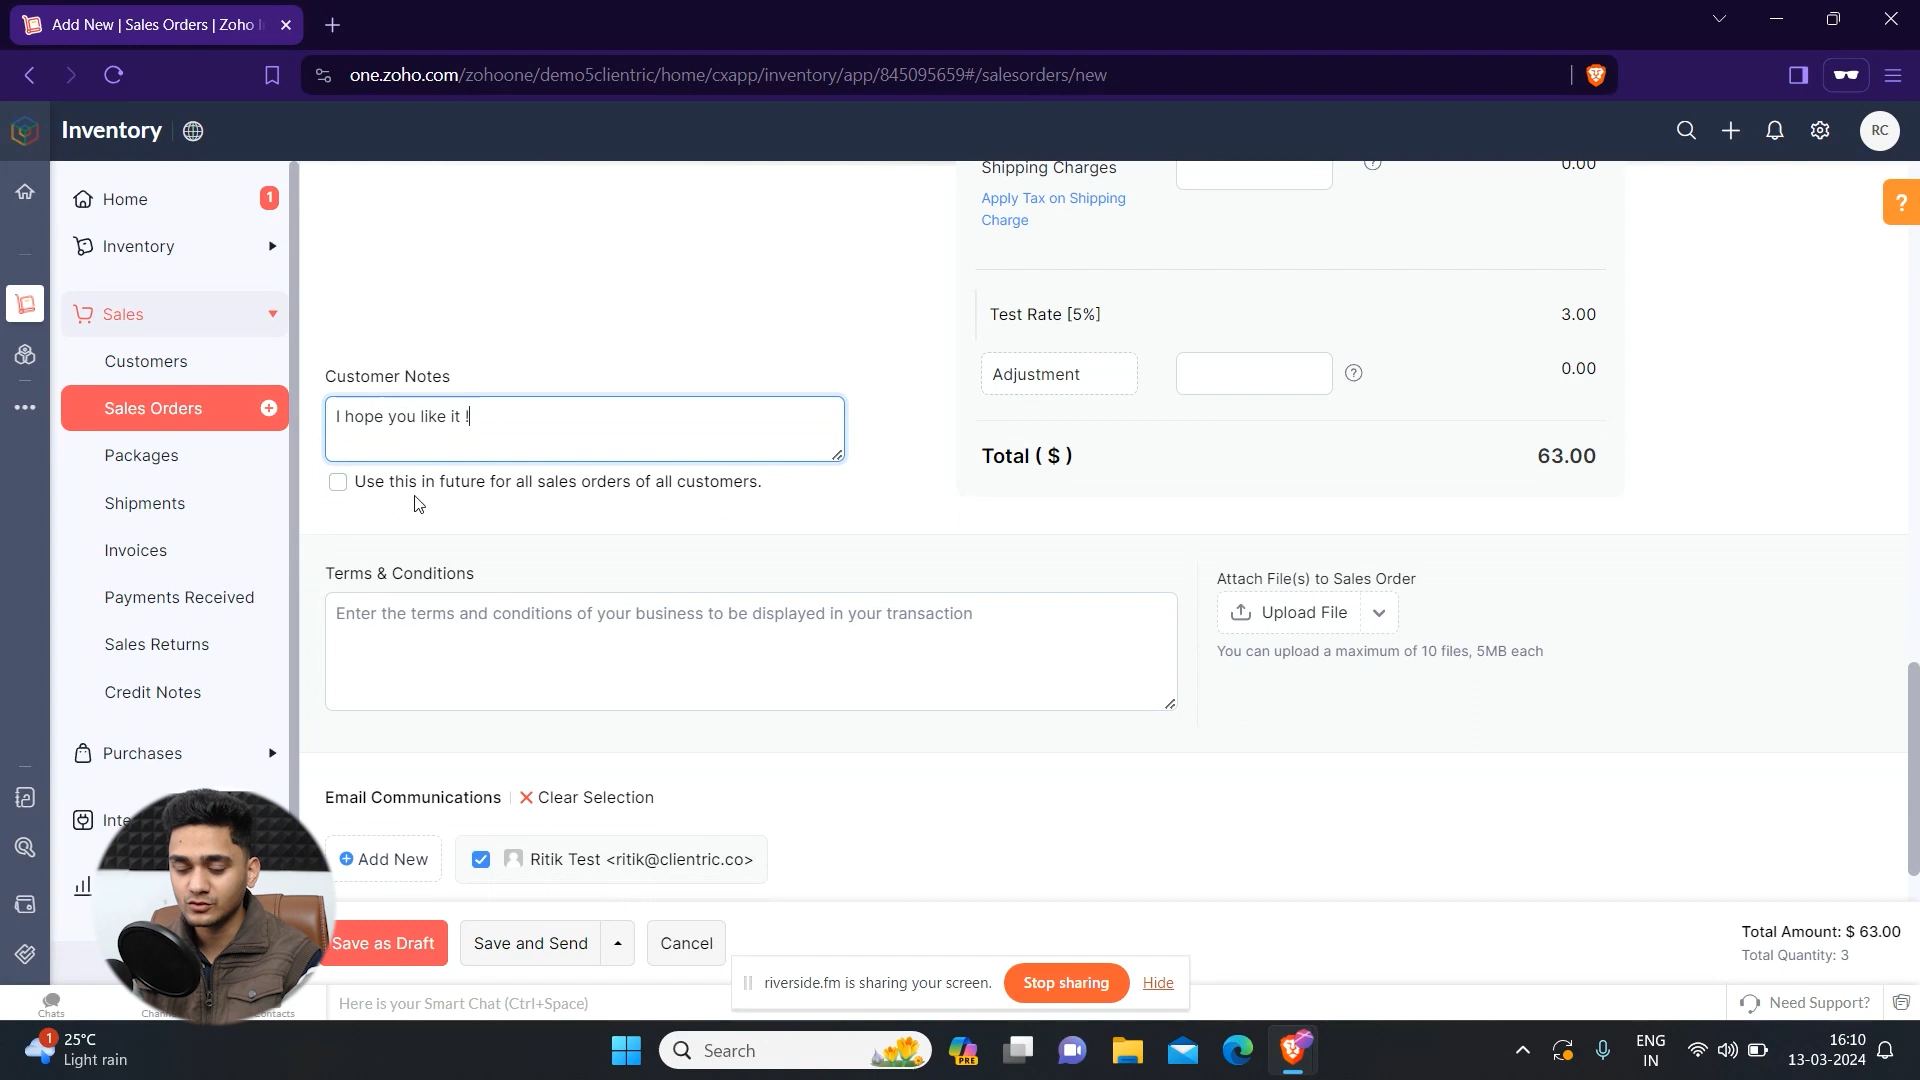 Add New | Sales Orders | Zoho I
one.zoho.com/zohoone/demo5clientric/home/cxapp/inventory/app/845095659#/salesorders/new
Inventory
RC
Home
1
Inventory
Sales
Customers
Sales Orders
Packages
Shipments
Invoices
Payments Received
Sales Returns
Credit Notes
Purchases
Shipping Charges
0.00
Apply Tax on Shipping
Charge
?
Test Rate [5%]
3.00
Adjustment
0.00
Total ( $ )
63.00
Customer Notes
I hope you like it !
Use this in future for all sales orders of all customers.
Terms & Conditions
Enter the terms and conditions of your business to be displayed in your transaction
Attach File(s) to Sales Order
Upload File
You can upload a maximum of 10 files, 5MB each
Email Communications
Clear Selection
Add New
Ritik Test <ritik@clientric.co>
Save as Draft
Save and Send
Cancel
Total Amount: $ 63.00
Total Quantity: 3
riverside.fm is sharing your screen.
Stop sharing
Hide
Chats
Here is your Smart Chat (Ctrl+Space)
Need Support?
1
25°C
Light rain
Search
PRE
ENG
IN
16:10
13-03-2024